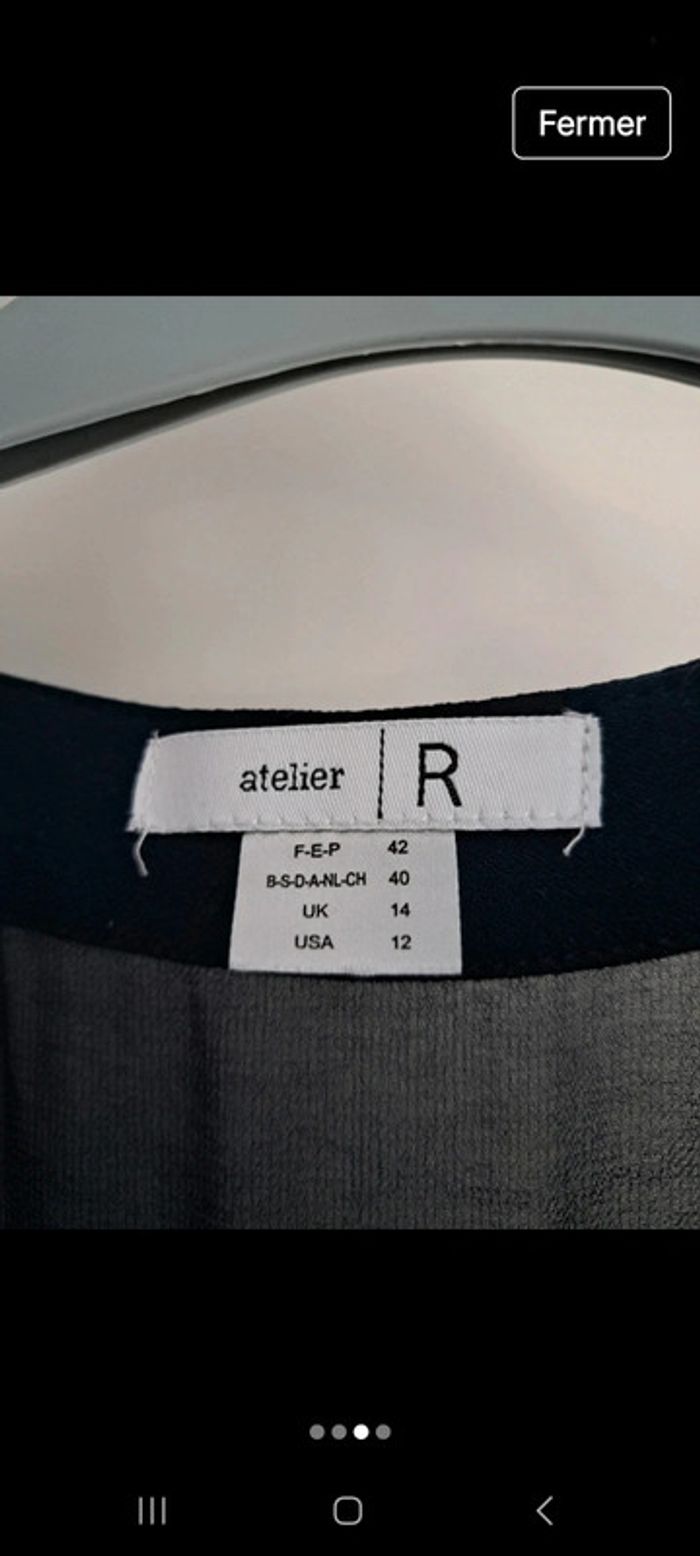 Fermer
atelier R
F-E-P 42
B-S-D-A-NL-CH 40
UK 14
USA 12